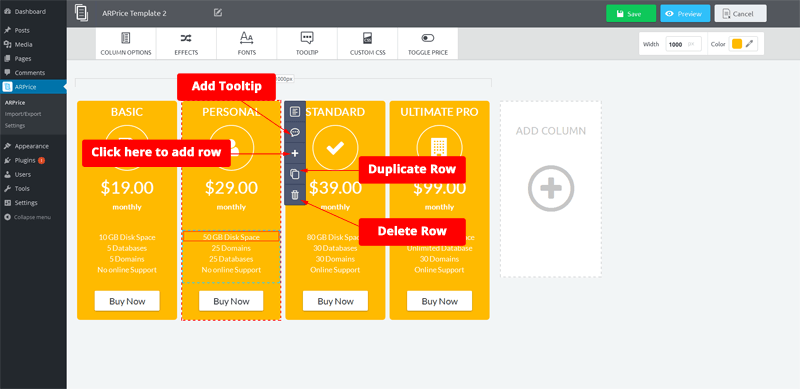 Dashboard
Posts
Media
Pages
Comments
ARPrice
ARPrice
Import/Export
Settings
Appearance
Plugins
Users
Tools
Settings
Collapse menu
ARPrice Template 2
Save
Preview
Cancel
COLUMN OPTIONS
EFFECTS
FONTS
TOOLTIP
CSS
CUSTOM CSS
TOGGLE PRICE
Width 1000 px
Color
1000px
Add Tooltip
Click here to add row
Duplicate Row
Delete Row
BASIC
$19.00
monthly
10 GB Disk Space
5 Databases
5 Domains
No online Support
Buy Now
PERSONAL
$29.00
monthly
50 GB Disk Space
25 Domains
25 Databases
No online Support
Buy Now
STANDARD
$39.00
monthly
80 GB Disk Space
30 Databases
30 Domains
Online Support
Buy Now
ULTIMATE PRO
$99.00
monthly
Unlimited Database
30 Domains
Online Support
Buy Now
ADD COLUMN